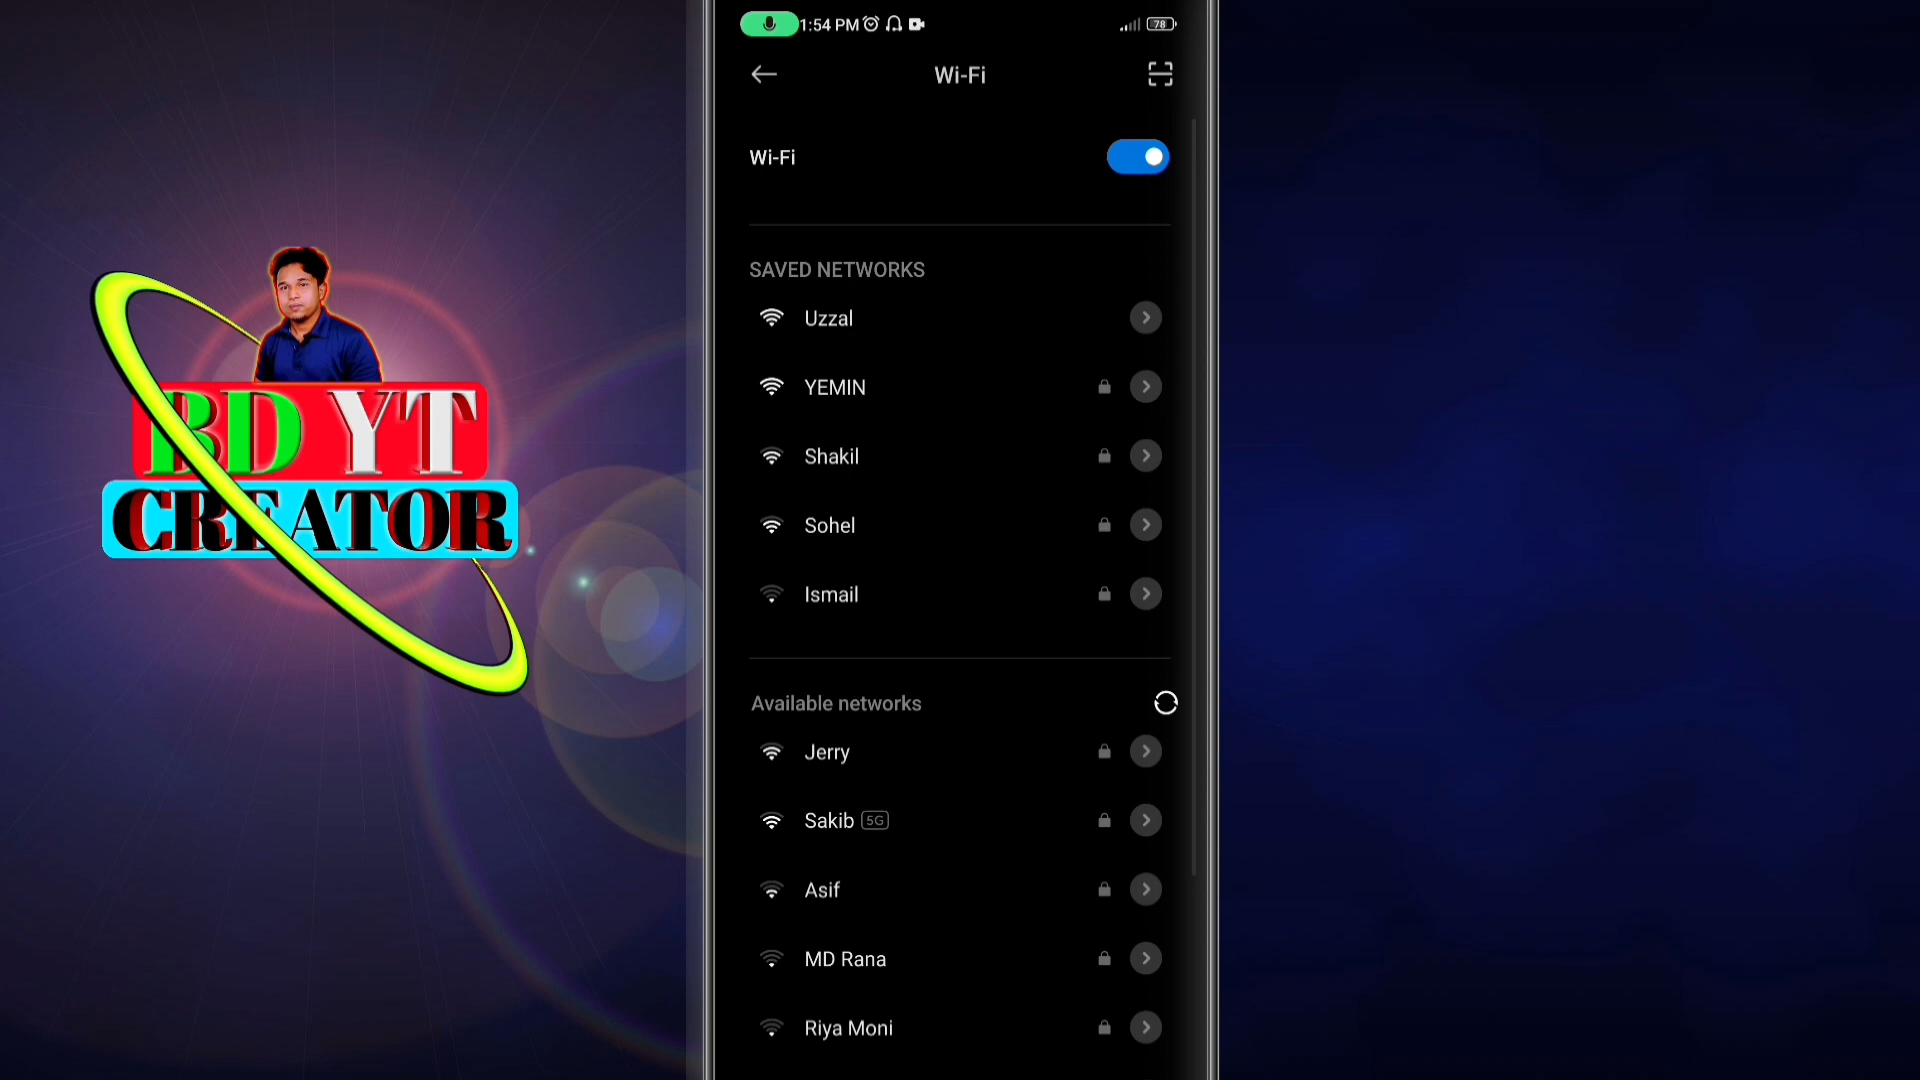 BD YT
CREATOR
1:54 PM
78
Wi-Fi
Wi-Fi
SAVED NETWORKS
Uzzal
YEMIN
Shakil
Sohel
Ismail
Available networks
Jerry
Sakib 5G
Asif
MD Rana
Riya Moni